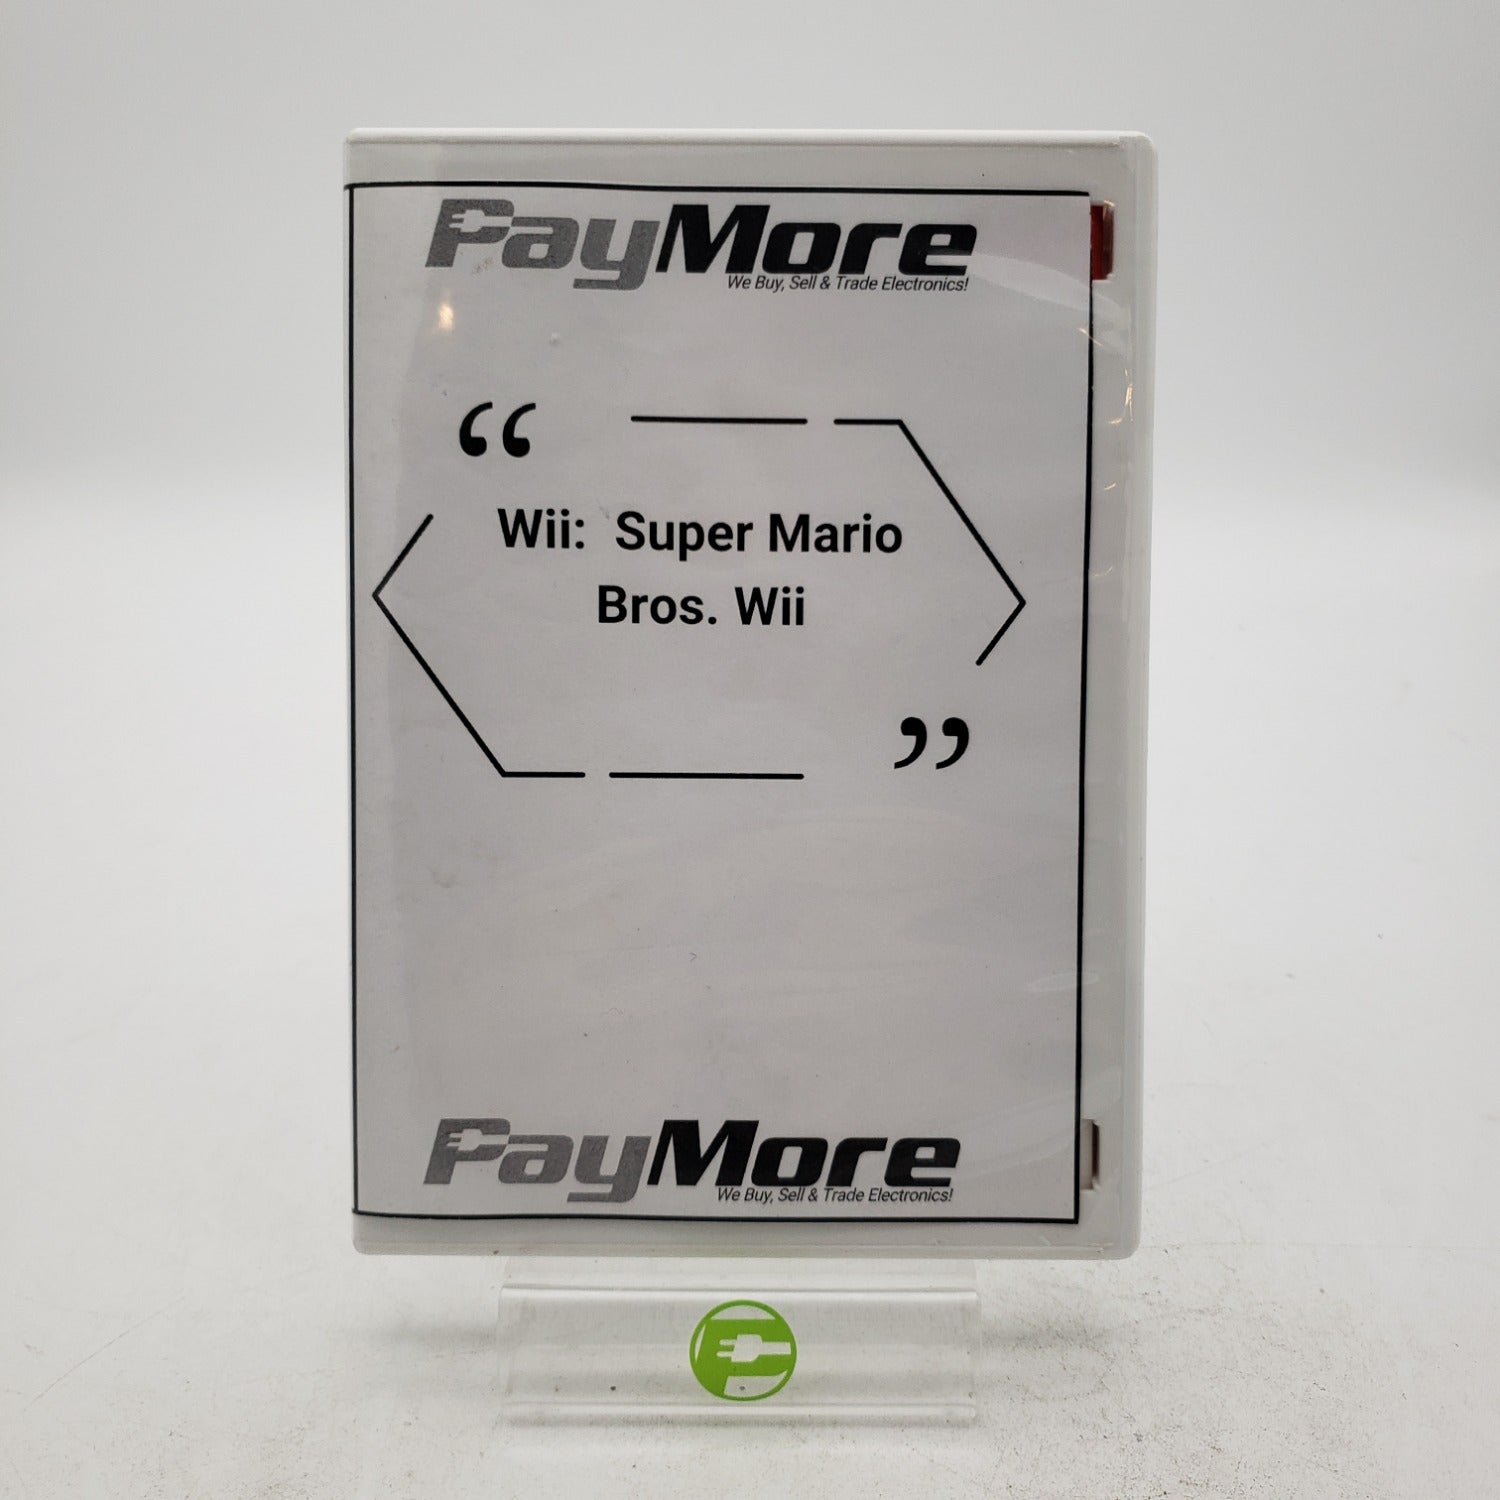 PayMore
We Buy, Sell & Trade Electronics!
“
Wii: Super Mario
Bros. Wii
”
PayMore
We Buy, Sell & Trade Electronics!